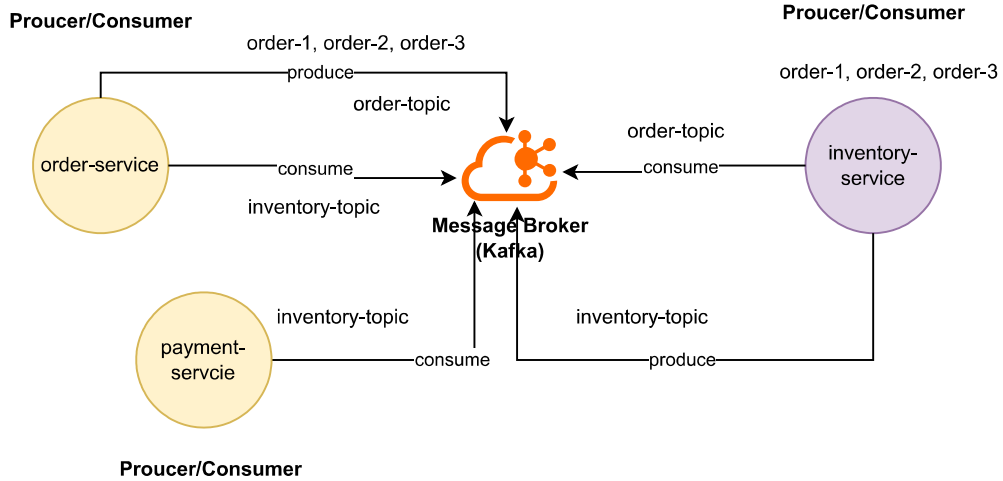 Proucer/Consumer
Proucer/Consumer
order-1, order-2, order-3
produce
order-1, order-2, order-3
order-topic
order-topic
order-service
consume
consume
inventory-
service
inventory-topic
Message Broker
(Kafka)
inventory-topic
inventory-topic
payment-
servcie
consume
produce
Proucer/Consumer